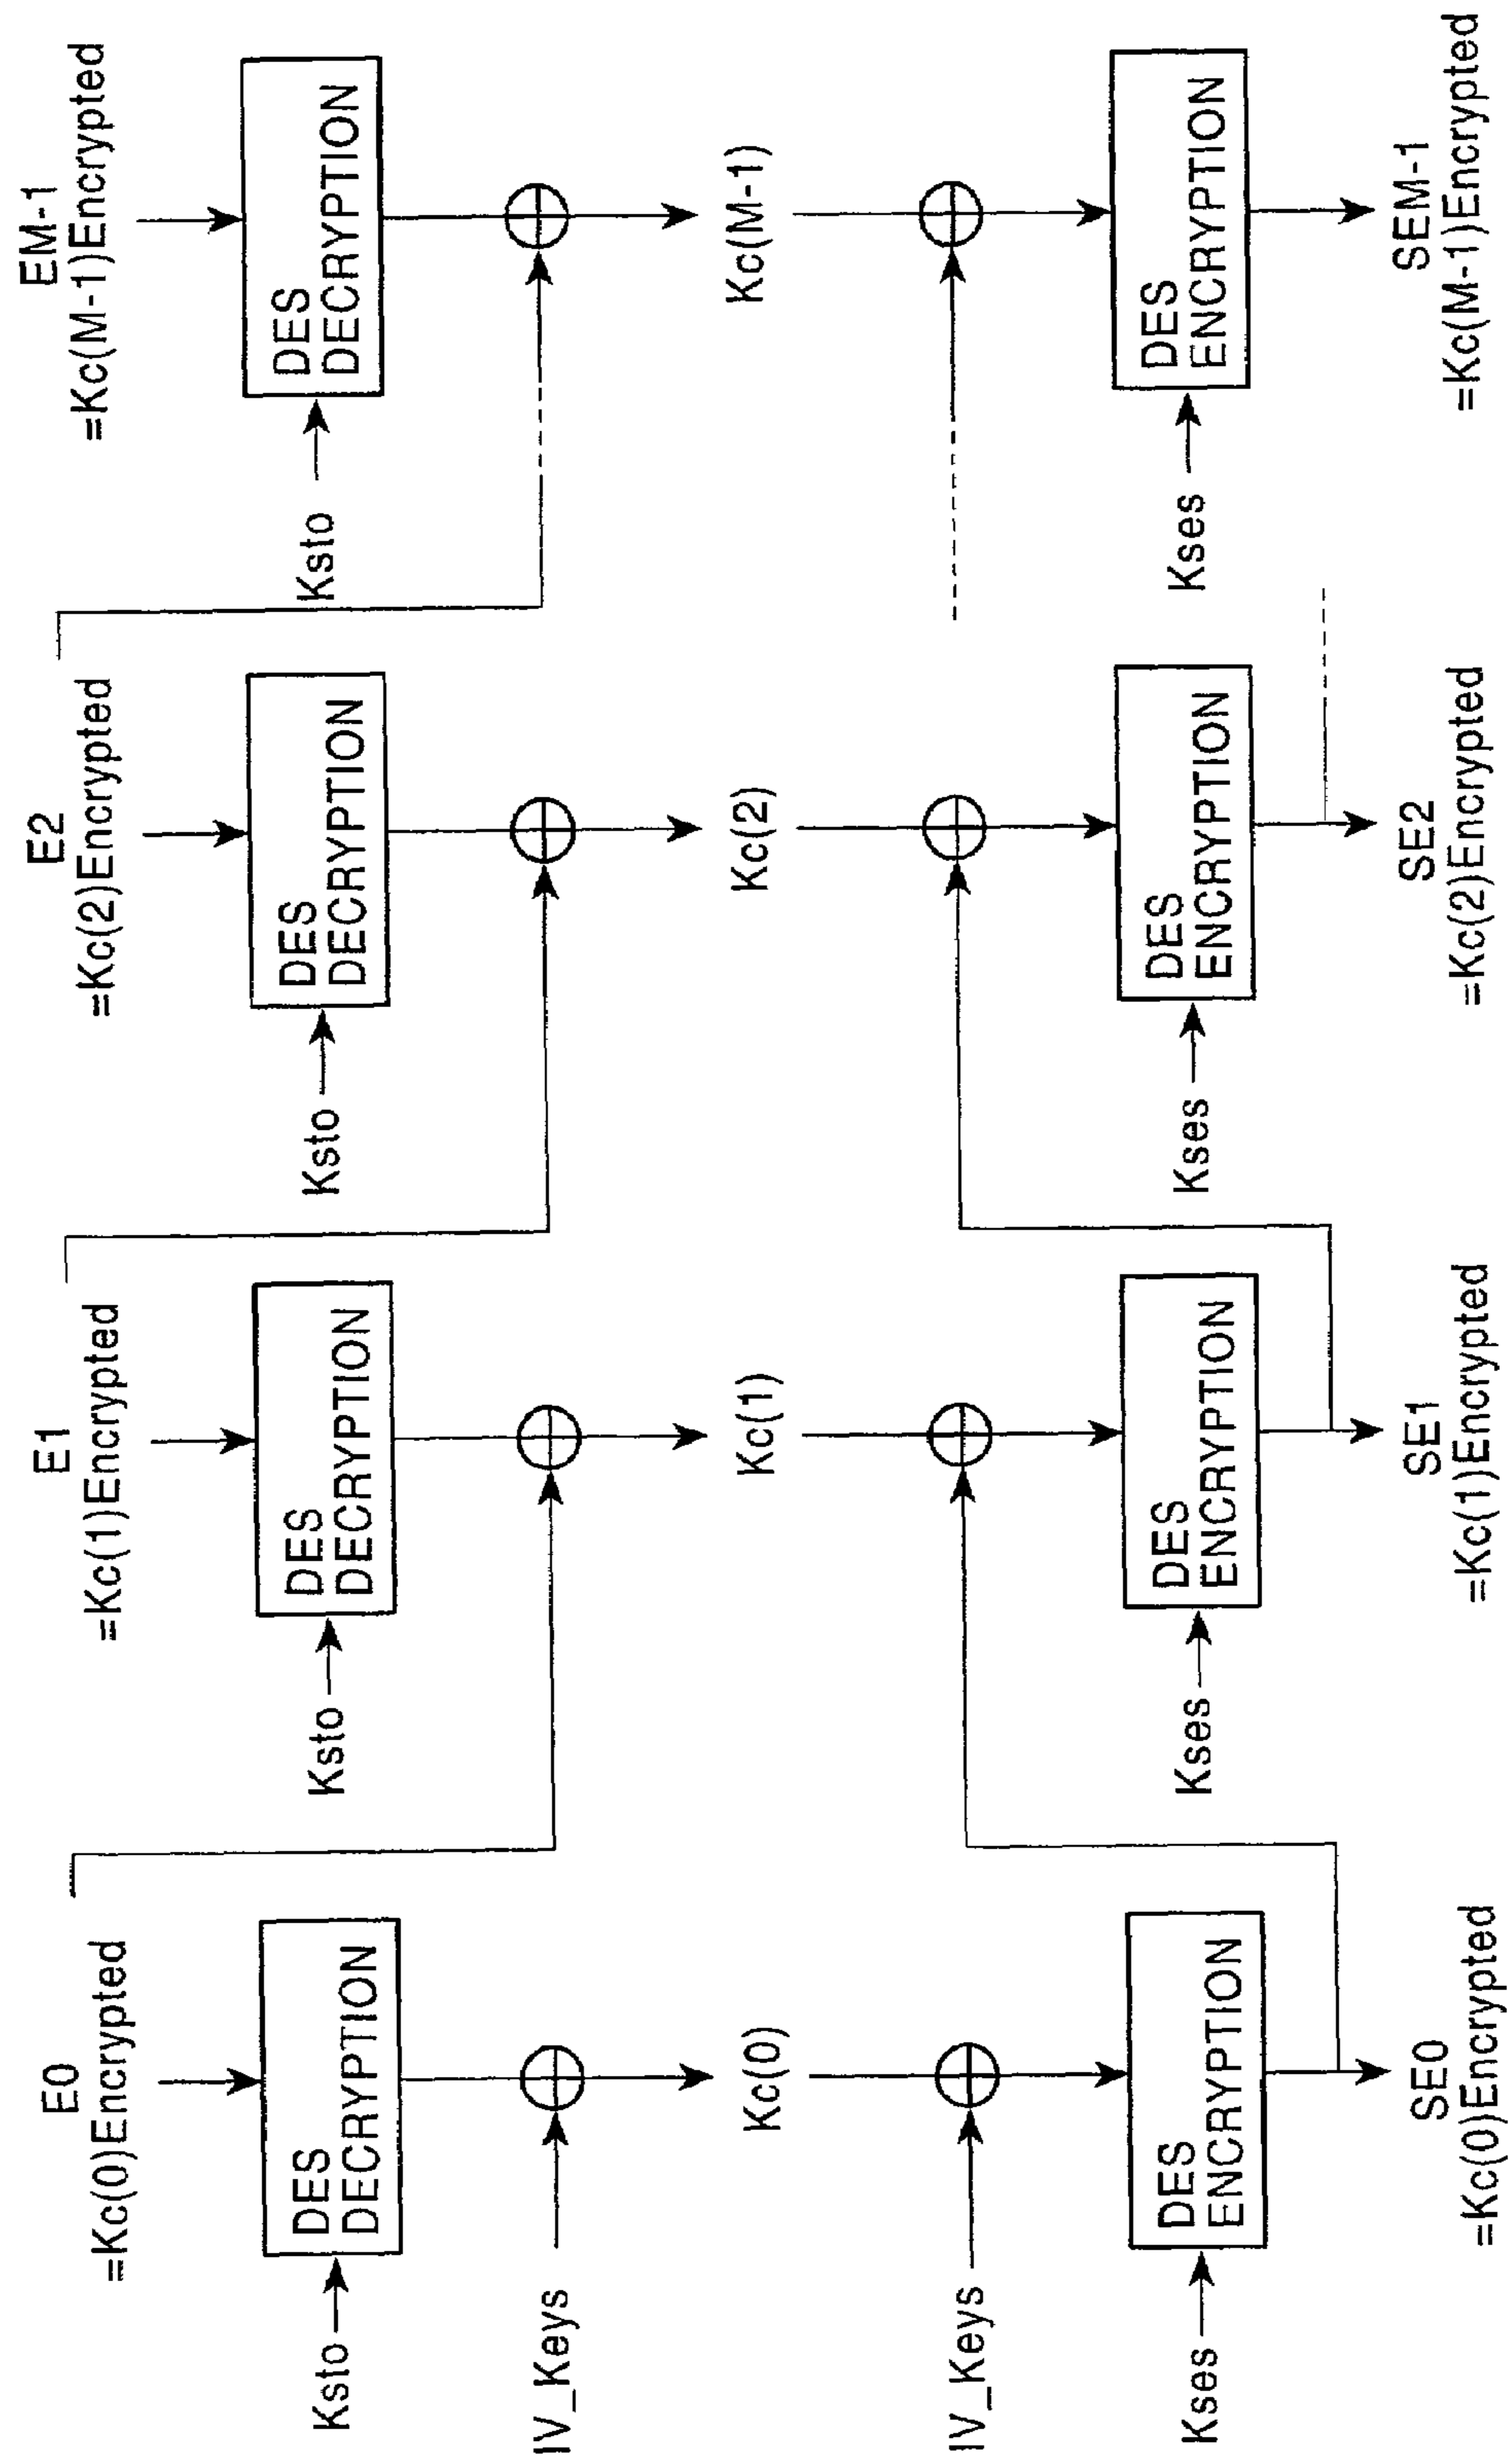 E0
=Kc(0)Encrypted
E1
=Kc(1)Encrypted
E2
=Kc(2)Encrypted
EM-1
=Kc(M-1)Encrypted
Ksto
DES
DECRYPTION
Ksto
DES
DECRYPTION
Ksto
DES
DECRYPTION
Ksto
DES
DECRYPTION
IV_Keys
Kc(0)
Kc(1)
Kc(2)
Kc(M-1)
IV_Keys
Kses
DES
ENCRYPTION
Kses
DES
ENCRYPTION
Kses
DES
ENCRYPTION
Kses
DES
ENCRYPTION
SE0
=Kc(0)Encrypted
SE1
=Kc(1)Encrypted
SE2
=Kc(2)Encrypted
SEM-1
=Kc(M-1)Encrypted